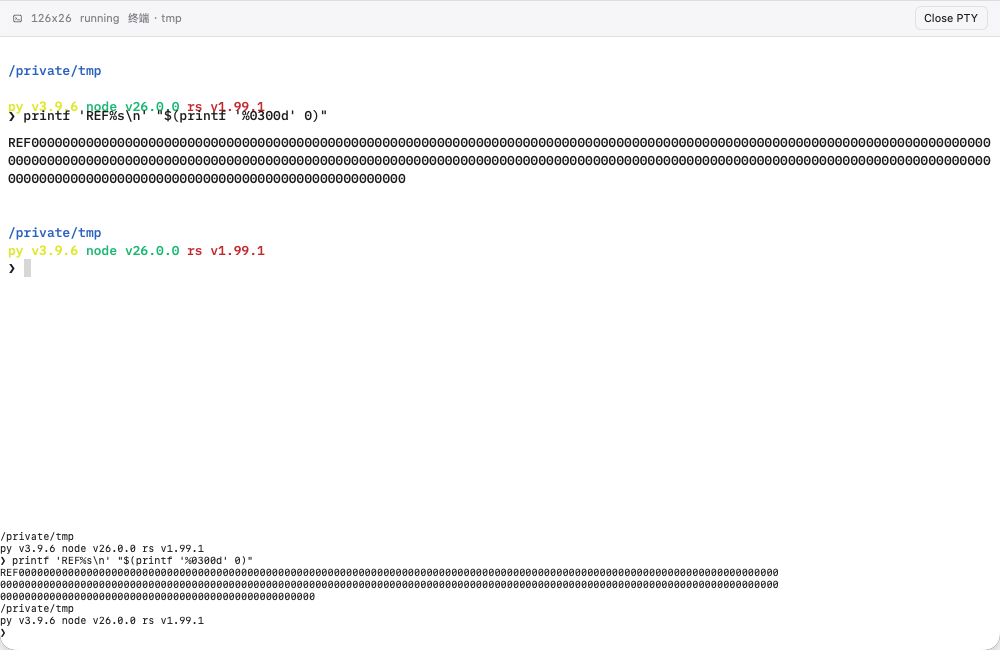 126x26 running 终端 · tmp
Close PTY
/private/tmp
py v3.9.6 node v26.0.0 rs v1.99.1
❯ printf 'REF%s\n' "$(printf '%0300d' 0)"
REF000000000000000000000000000000000000000000000000000000000000000000000000000000000000000000000000000000000000000000000000000
000000000000000000000000000000000000000000000000000000000000000000000000000000000000000000000000000000000000000000000000000000
000000000000000000000000000000000000000000000000000
/private/tmp
py v3.9.6 node v26.0.0 rs v1.99.1
❯
/private/tmp
py v3.9.6 node v26.0.0 rs v1.99.1
❯ printf 'REF%s\n' "$(printf '%0300d' 0)"
REF000000000000000000000000000000000000000000000000000000000000000000000000000000000000000000000000000000000000000000000000000
000000000000000000000000000000000000000000000000000000000000000000000000000000000000000000000000000000000000000000000000000000
000000000000000000000000000000000000000000000000000
/private/tmp
py v3.9.6 node v26.0.0 rs v1.99.1
❯